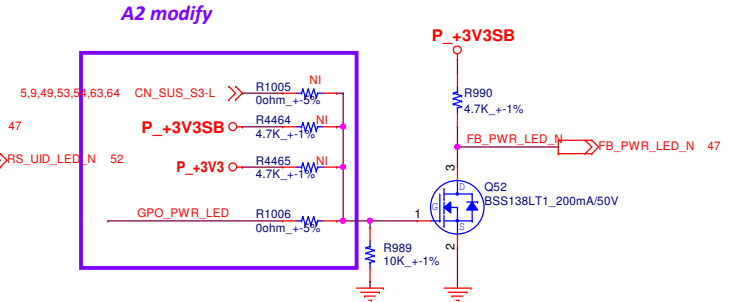 A2 modify
P_+3V3SB
5,9,49,53,54,63,64 CN_SUS_S3-L R1005 NI
0ohm_+-5%
R990
4.7K_+-1%
47 P_+3V3SB R4464 NI
4.7K_+-1%
FB_PWR_LED_N FB_PWR_LED_N 47
RS_UID_LED_N 52 P_+3V3 R4465 NI
4.7K_+-1%
3
D
Q52
BSS138LT1_200mA/50V
GPO_PWR_LED R1006
0ohm_+-5%
1 G
S
2
R989
10K_+-1%